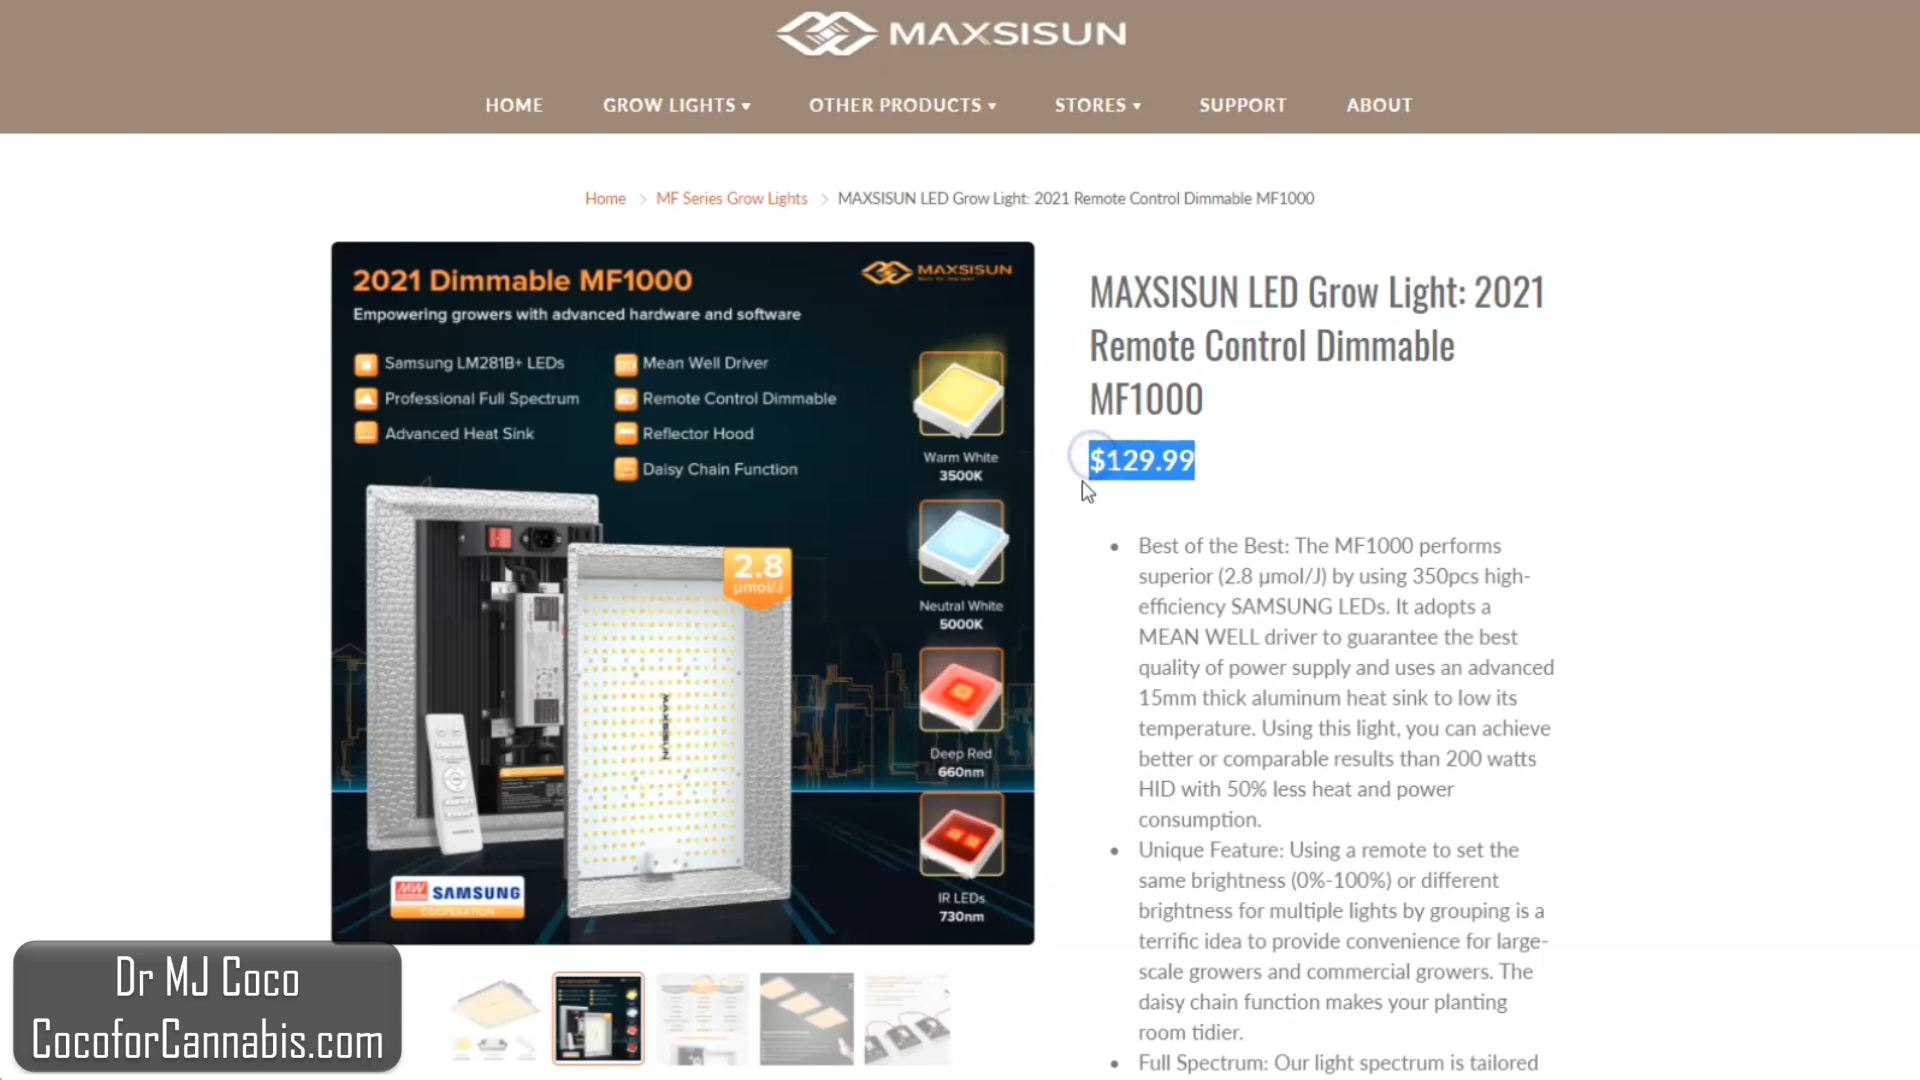 MAXSISUN
HOME
GROW LIGHTS
OTHER PRODUCTS
STORES
SUPPORT
ABOUT
Home
MF Series Grow Lights
MAXSISUN LED Grow Light: 2021 Remote Control Dimmable MF1000
2021 Dimmable MF1000
MAXSISUN
Empowering growers with advanced hardware and software
Samsung LM281B+ LEDs
Professional Full Spectrum
Advanced Heat Sink
Mean Well Driver
Remote Control Dimmable
Reflector Hood
Daisy Chain Function
Warm White
3500K
Neutral White
5000K
Deep Red
660nm
IR LEDs
730nm
2.8
μmol/J
MAXSISUN
MW
SAMSUNG
COOPERATION
MAXSISUN LED Grow Light: 2021
Remote Control Dimmable
MF1000
$129.99
Best of the Best: The MF1000 performs
superior (2.8 μmol/J) by using 350pcs high-
efficiency SAMSUNG LEDs. It adopts a
MEAN WELL driver to guarantee the best
quality of power supply and uses an advanced
15mm thick aluminum heat sink to low its
temperature. Using this light, you can achieve
better or comparable results than 200 watts
HID with 50% less heat and power
consumption.
Unique Feature: Using a remote to set the
same brightness (0%-100%) or different
brightness for multiple lights by grouping is a
terrific idea to provide convenience for large-
scale growers and commercial growers. The
daisy chain function makes your planting
room tidier.
Full Spectrum: Our light spectrum is tailored
Dr MJ Coco
CocoforCannabis.com